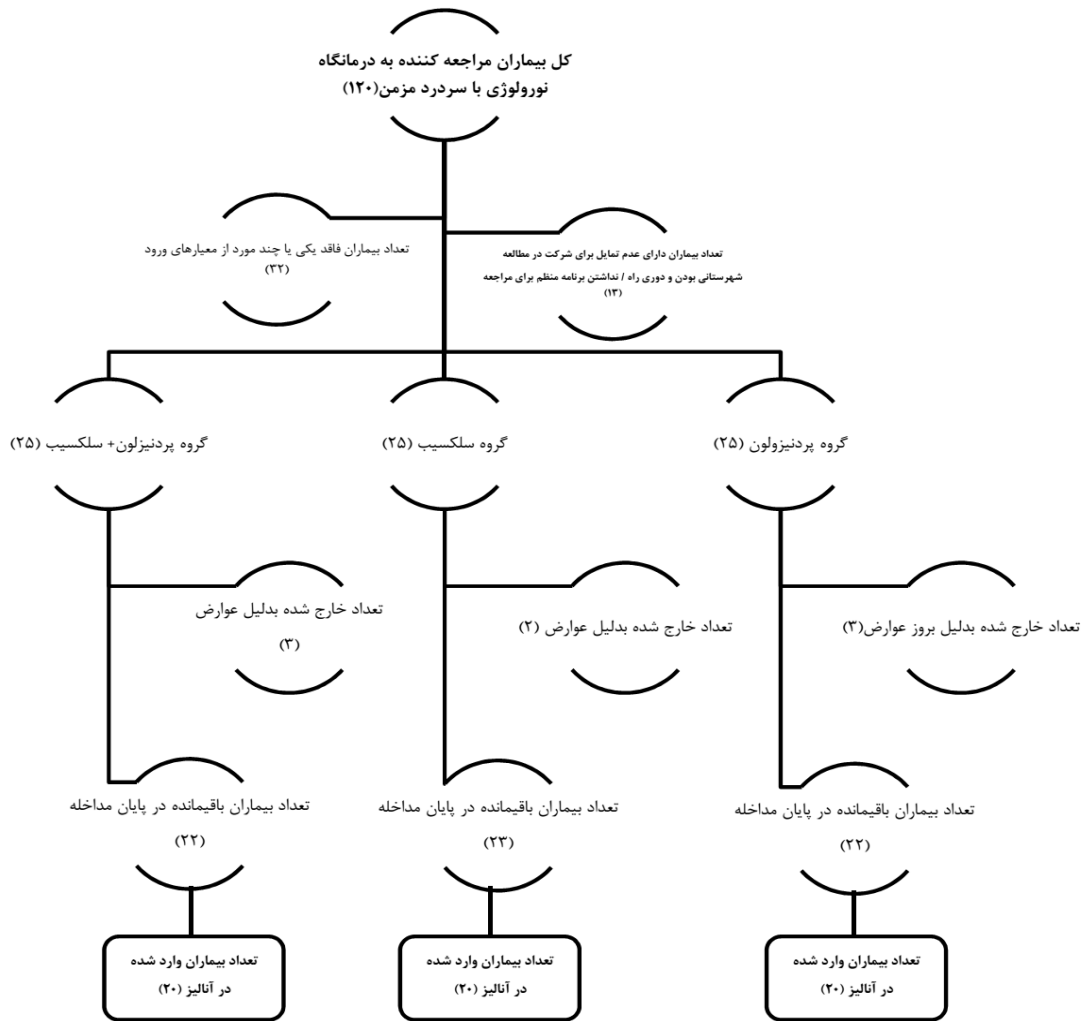 کل بیماران مراجعه کننده به درمانگاه
نورولوژی با سردرد مزمن(۱۲۰)
تعداد بیماران دارای عدم تمایل برای شرکت در مطالعه
شهرستانی بودن و دوری راه / نداشتن برنامه منظم برای مراجعه
(۱۳)
تعداد بیماران فاقد یکی یا چند مورد از معیارهای ورود
(۳۲)
گروه پردنیزولون (۲۵)
گروه سلکسیب (۲۵)
گروه پردنیزلون+ سلکسیب (۲۵)
تعداد خارج شده بدلیل بروز عوارض(۳)
تعداد خارج شده بدلیل عوارض (۲)
تعداد خارج شده بدلیل عوارض
(۳)
تعداد بیماران باقیمانده در پایان مداخله
(۲۲)
تعداد بیماران باقیمانده در پایان مداخله
(۲۳)
تعداد بیماران باقیمانده در پایان مداخله
(۲۲)
تعداد بیماران وارد شده
در آنالیز (۲۰)
تعداد بیماران وارد شده
در آنالیز (۲۰)
تعداد بیماران وارد شده
در آنالیز (۲۰)